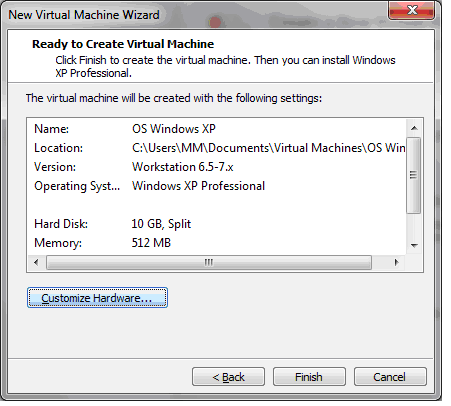 New Virtual Machine Wizard
Ready to Create Virtual Machine
Click Finish to create the virtual machine. Then you can install Windows
XP Professional.
The virtual machine will be created with the following settings:
Name: OS Windows XP
Location: C:\Users\MM\Documents\Virtual Machines\OS Win
Version: Workstation 6.5-7.x
Operating Syst... Windows XP Professional
Hard Disk: 10 GB, Split
Memory: 512 MB
Customize Hardware...
< Back Finish Cancel